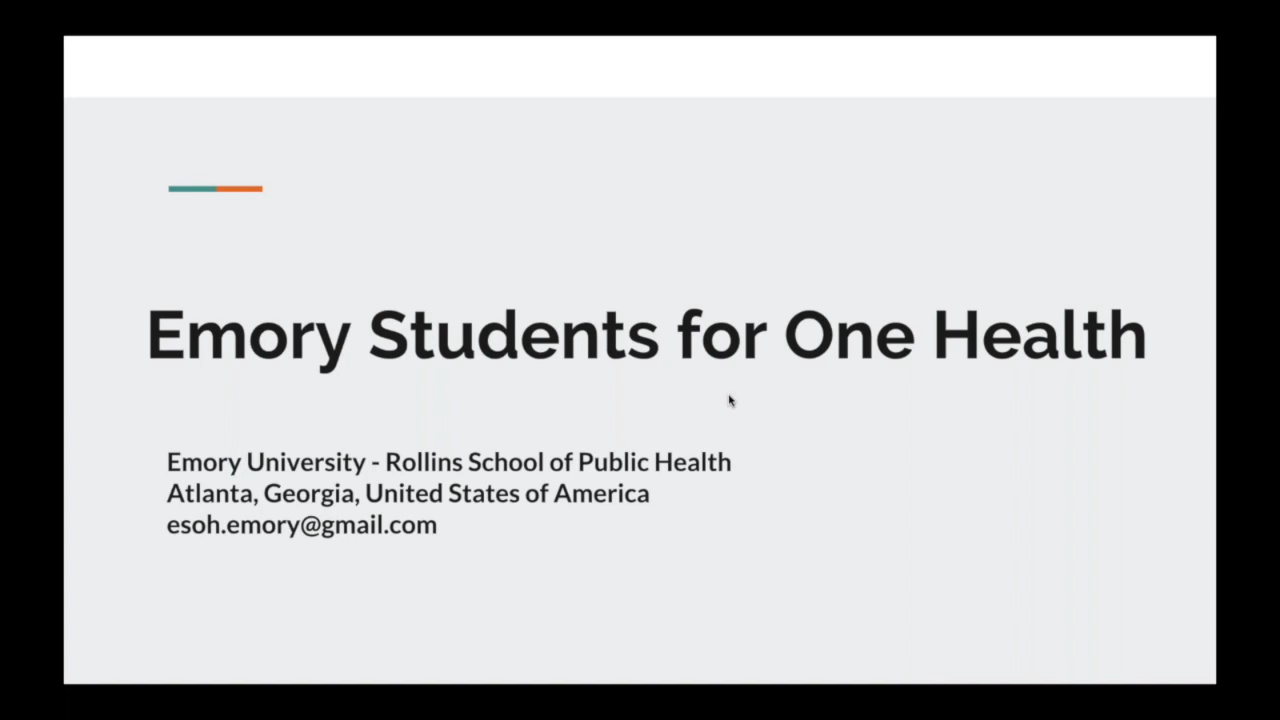 Emory Students for One Health
Emory University - Rollins School of Public Health
Atlanta, Georgia, United States of America
esoh.emory@gmail.com